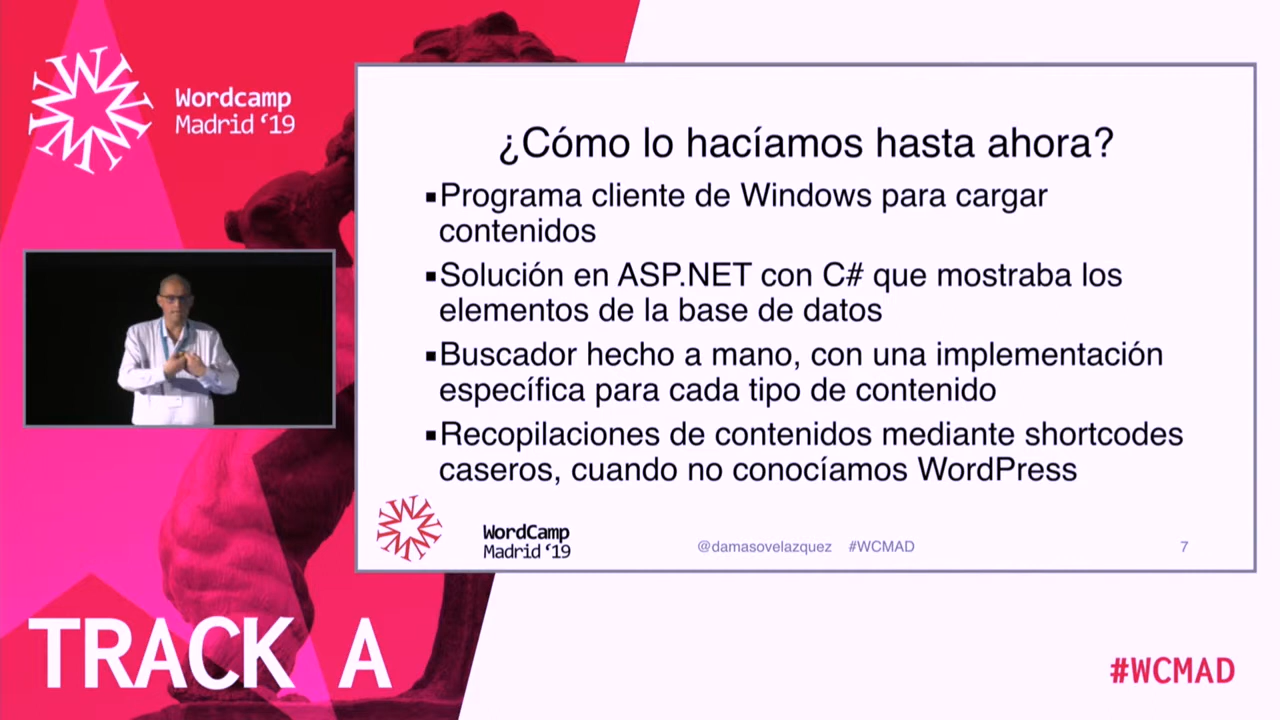 Wordcamp
Madrid ‘19
¿Cómo lo hacíamos hasta ahora?
▪Programa cliente de Windows para cargar
contenidos
▪Solución en ASP.NET con C# que mostraba los
elementos de la base de datos
▪Buscador hecho a mano, con una implementación
específica para cada tipo de contenido
▪Recopilaciones de contenidos mediante shortcodes
caseros, cuando no conocíamos WordPress
WordCamp
Madrid ‘19
@damasovelazquez #WCMAD
7
TRACK A
#WCMAD